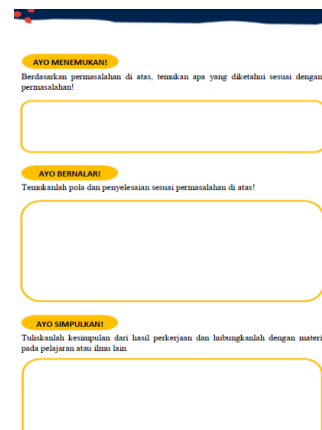 AYO MENEMUKAN!
Berdasarkan permasalahan di atas, temukan apa yang diketahui sesuai dengan
permasalahan!
AYO BERNALAR!
Temukanlah pola dan penyelesaian sesuai permasalahan di atas!
AYO SIMPULKAN!
Tuliskanlah kesimpulan dari hasil perkerjaan dan hubungkanlah dengan materi
pada pelajaran atau ilmu lain